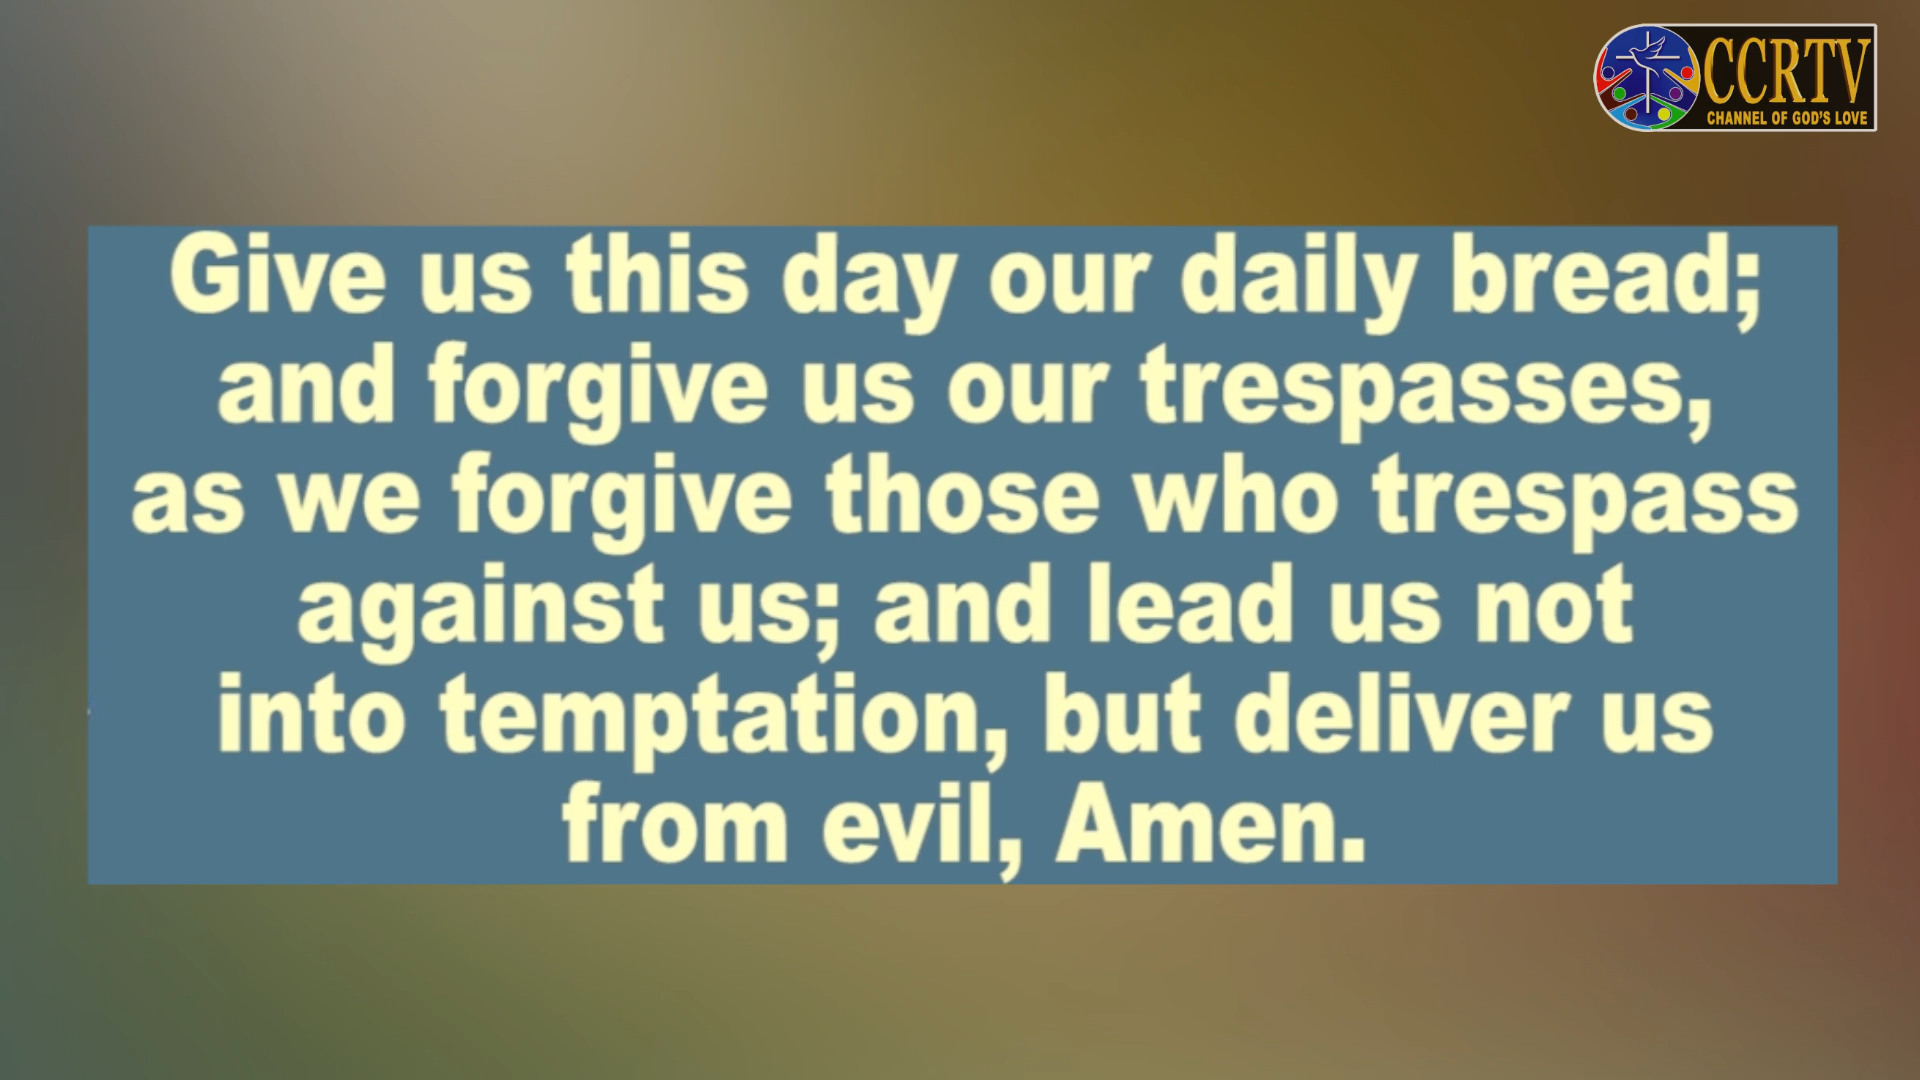 CCRTV
CHANNEL OF GOD'S LOVE
Give us this day our daily bread;
and forgive us our trespasses,
as we forgive those who trespass
against us; and lead us not
into temptation, but deliver us
from evil, Amen.